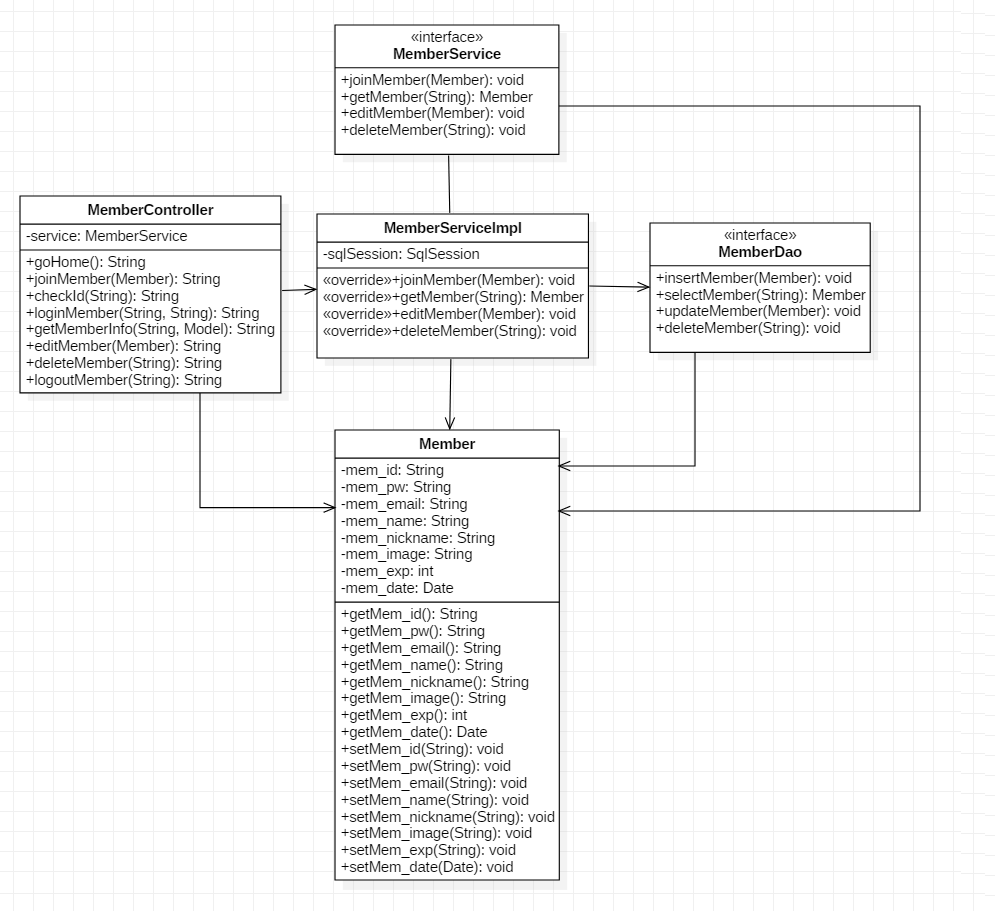 «interface»
MemberService
+joinMember(Member): void
+getMember(String): Member
+editMember(Member): void
+deleteMember(String): void
MemberController
-service: MemberService
+goHome(): String
+joinMember(Member): String
+checkId(String): String
+loginMember(String, String): String
+getMemberInfo(String, Model): String
+editMember(Member): String
+deleteMember(String): String
+logoutMember(String): String
MemberServiceImpl
-sqlSession: SqlSession
«override»+joinMember(Member): void
«override»+getMember(String): Member
«override»+editMember(Member): void
«override»+deleteMember(String): void
«interface»
MemberDao
+insertMember(Member): void
+selectMember(String): Member
+updateMember(Member): void
+deleteMember(String): void
Member
-mem_id: String
-mem_pw: String
-mem_email: String
-mem_name: String
-mem_nickname: String
-mem_image: String
-mem_exp: int
-mem_date: Date
+getMem_id(): String
+getMem_pw(): String
+getMem_email(): String
+getMem_name(): String
+getMem_nickname(): String
+getMem_image(): String
+getMem_exp(): int
+getMem_date(): Date
+setMem_id(String): void
+setMem_pw(String): void
+setMem_email(String): void
+setMem_name(String): void
+setMem_nickname(String): void
+setMem_image(String): void
+setMem_exp(String): void
+setMem_date(Date): void